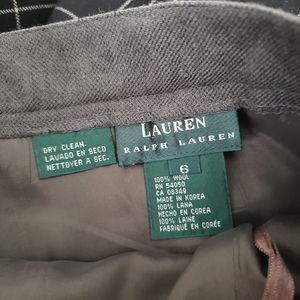 DRY CLEAN.
LAVADO EN SECO
NETTOYER A SEC.
LAUREN
RALPH LAUREN
6
100% WOOL
RN 54050
CA 08349
MADE IN KOREA
100% LANA
HECHO EN COREA
100% LAINE
FABRIQUÉ EN CORÉE